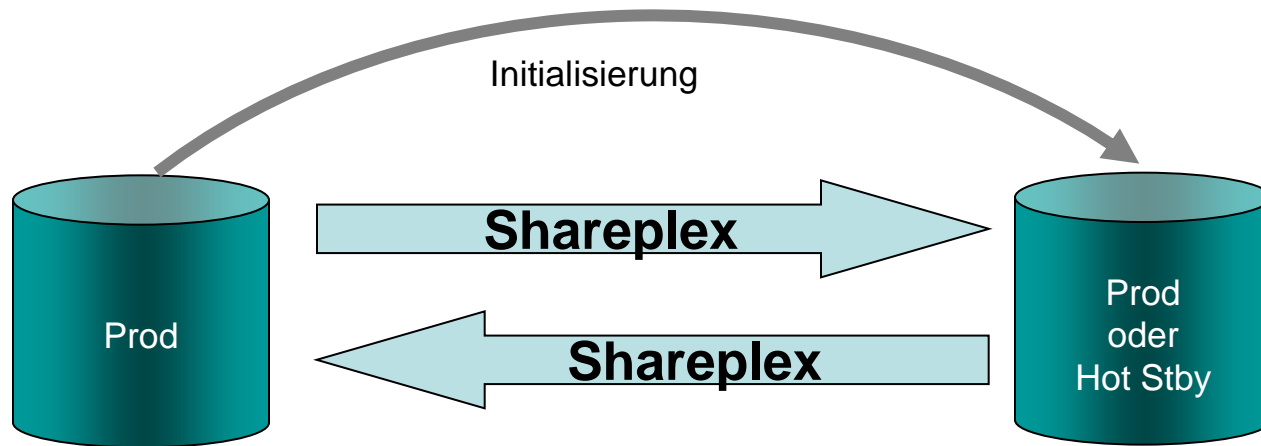 Initialisierung
Shareplex
Prod
Shareplex
Prod
oder
Hot Stby